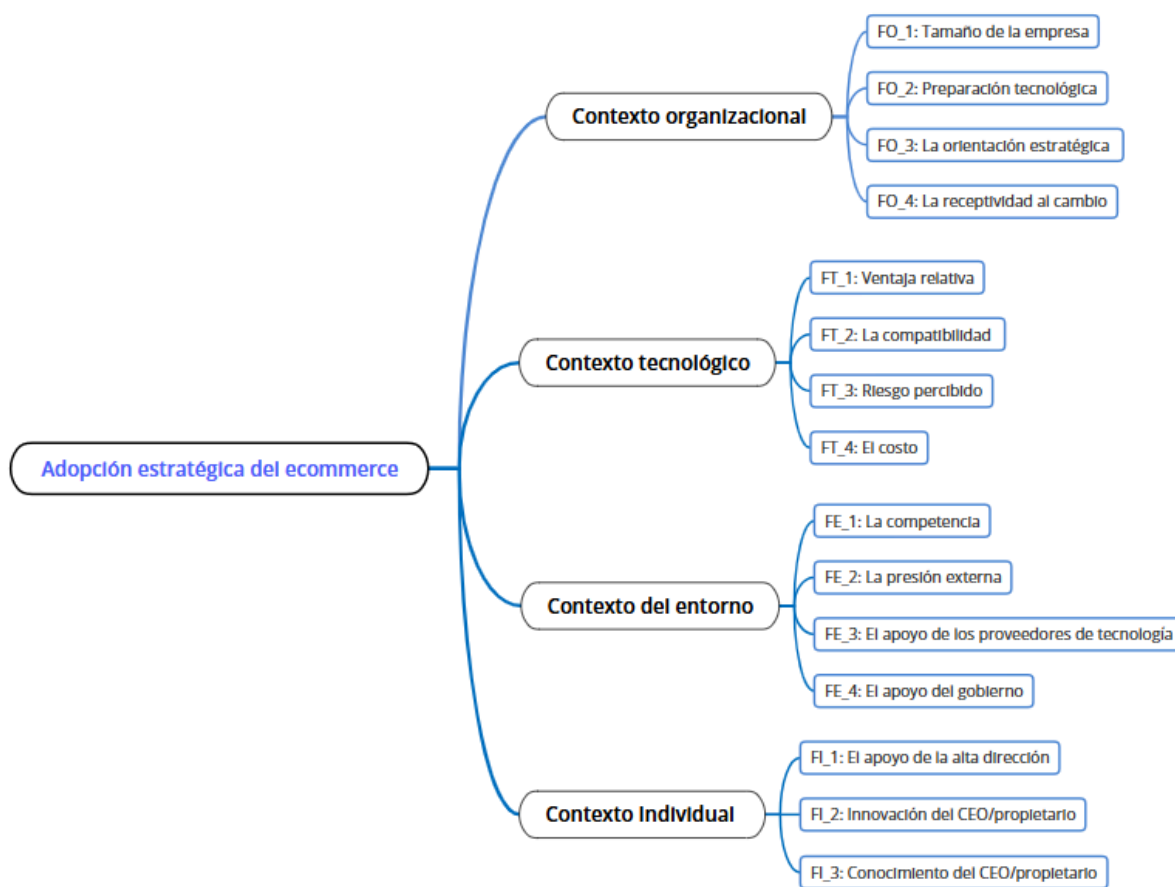 Adopción estratégica del ecommerce
Contexto organizacional
FO_1: Tamaño de la empresa
FO_2: Preparación tecnológica
FO_3: La orientación estratégica
FO_4: La receptividad al cambio
Contexto tecnológico
FT_1: Ventaja relativa
FT_2: La compatibilidad
FT_3: Riesgo percibido
FT_4: El costo
Contexto del entorno
FE_1: La competencia
FE_2: La presión externa
FE_3: El apoyo de los proveedores de tecnología
FE_4: El apoyo del gobierno
Contexto Individual
FI_1: El apoyo de la alta dirección
FI_2: Innovación del CEO/propietario
FI_3: Conocimiento del CEO/propietario